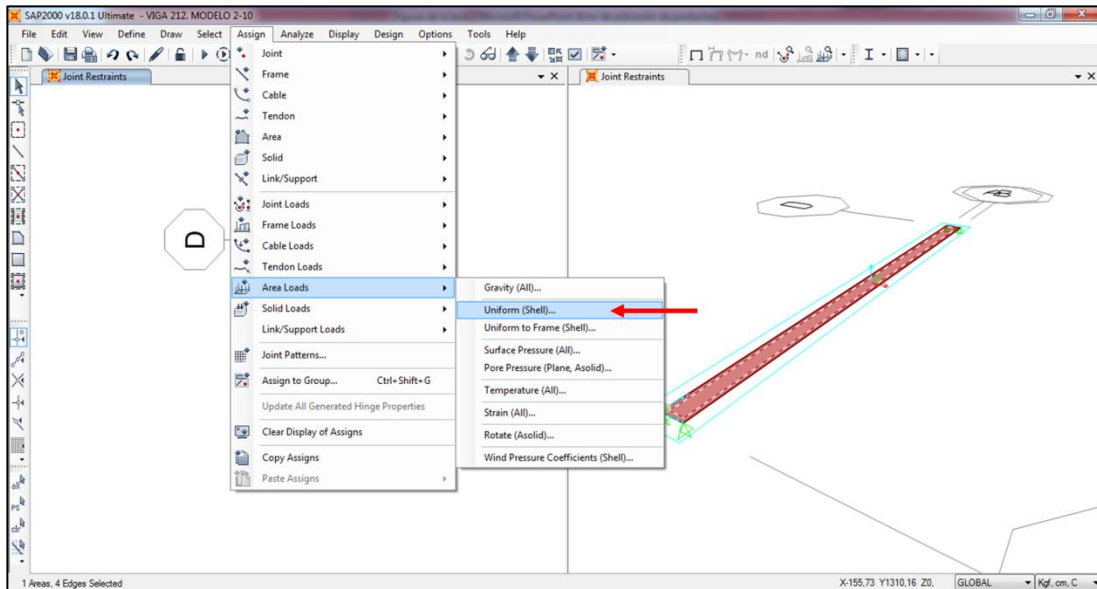 SAP2000 v18.0.1 Ultimate - VIGA 212. MODELO 2-10
File Edit View Define Draw Select Assign Analyze Display Design Options Tools Help
nd
Joint Restraints
Joint Restraints
Joint
Frame
Cable
Tendon
Area
Solid
Link/Support
Joint Loads
Frame Loads
Cable Loads
Tendon Loads
Area Loads
Solid Loads
Link/Support Loads
Joint Patterns...
Assign to Group... Ctrl+Shift+G
Update All Generated Hinge Properties
Clear Display of Assigns
Copy Assigns
Paste Assigns
Gravity (All)...
Uniform (Shell)...
Uniform to Frame (Shell)...
Surface Pressure (All)...
Pore Pressure (Plane, Asolid)...
Temperature (All)...
Strain (All)...
Rotate (Asolid)...
Wind Pressure Coefficients (Shell)...
D
D
all
PS
clr
1 Areas, 4 Edges Selected
X-155,73 Y1310,16 Z0,
GLOBAL
Kgf, cm, C